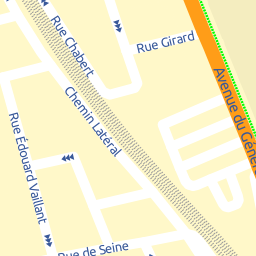 Rue Chabert
Rue Girard
Avenue du Génér
Chemin Latéral
Rue Édouard Vaillant
Rue de Seine